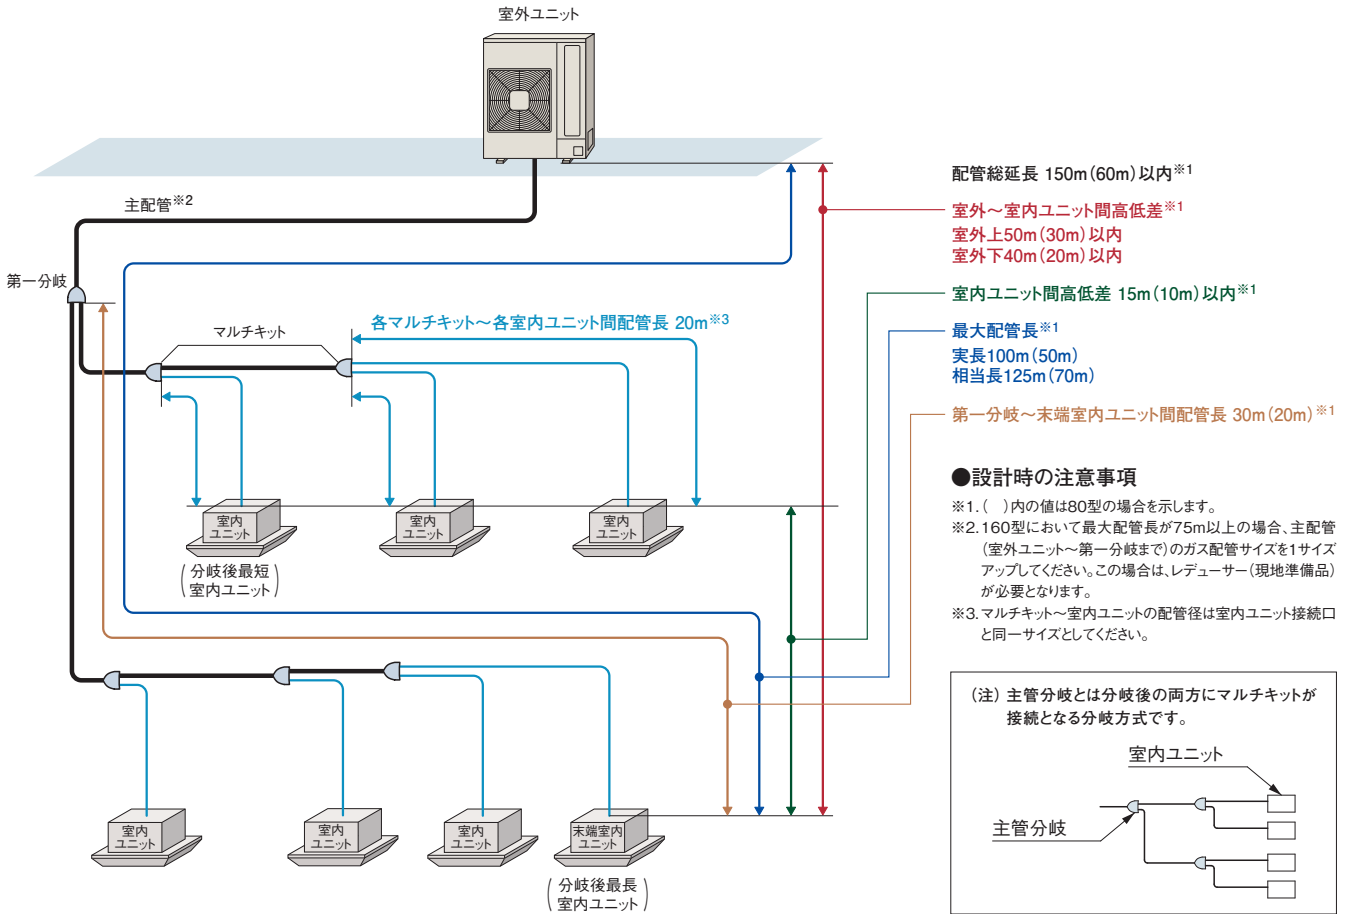 室外ユニット
主配管※2
第一分岐
マルチキット
各マルチキット～各室内ユニット間配管長 20m※3
室内
ユニット
室内
ユニット
室内
ユニット
(分岐後最短
室内ユニット)
室内
ユニット
室内
ユニット
室内
ユニット
末端室内
ユニット
(分岐後最長
室内ユニット)
配管総延長 150m(60m)以内※1
室外～室内ユニット間高低差※1
室外上50m(30m)以内
室外下40m(20m)以内
室内ユニット間高低差 15m(10m)以内※1
最大配管長※1
実長100m(50m)
相当長125m(70m)
第一分岐～末端室内ユニット間配管長 30m(20m)※1
●設計時の注意事項
※1.(　)内の値は80型の場合を示します。
※2.160型において最大配管長が75m以上の場合、主配管
(室外ユニット～第一分岐まで)のガス配管サイズを1サイズ
アップしてください。この場合は、レデューサー(現地準備品)
が必要となります。
※3.マルチキット～室内ユニットの配管径は室内ユニット接続口
と同一サイズとしてください。
(注) 主管分岐とは分岐後の両方にマルチキットが
接続となる分岐方式です。
室内ユニット
主管分岐